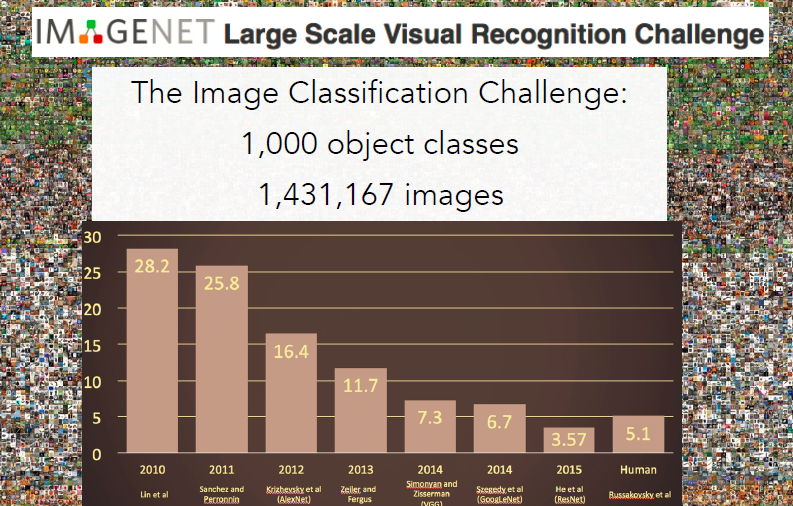 IMAGENET Large Scale Visual Recognition Challenge
The Image Classification Challenge:
1,000 object classes
1,431,167 images
30
25
20
15
10
5
0
28.2
25.8
16.4
11.7
7.3
6.7
3.57
5.1
2010
2011
2012
2013
2014
2014
2015
Human
Lin et al
Sanchez and
Perronnin
Krizhevsky et al
(AlexNet)
Zeiler and
Fergus
Simonyan and
Zisserman
(VGG)
Szegedy et al
(GoogLeNet)
He et al
(ResNet)
Russakovsky et al